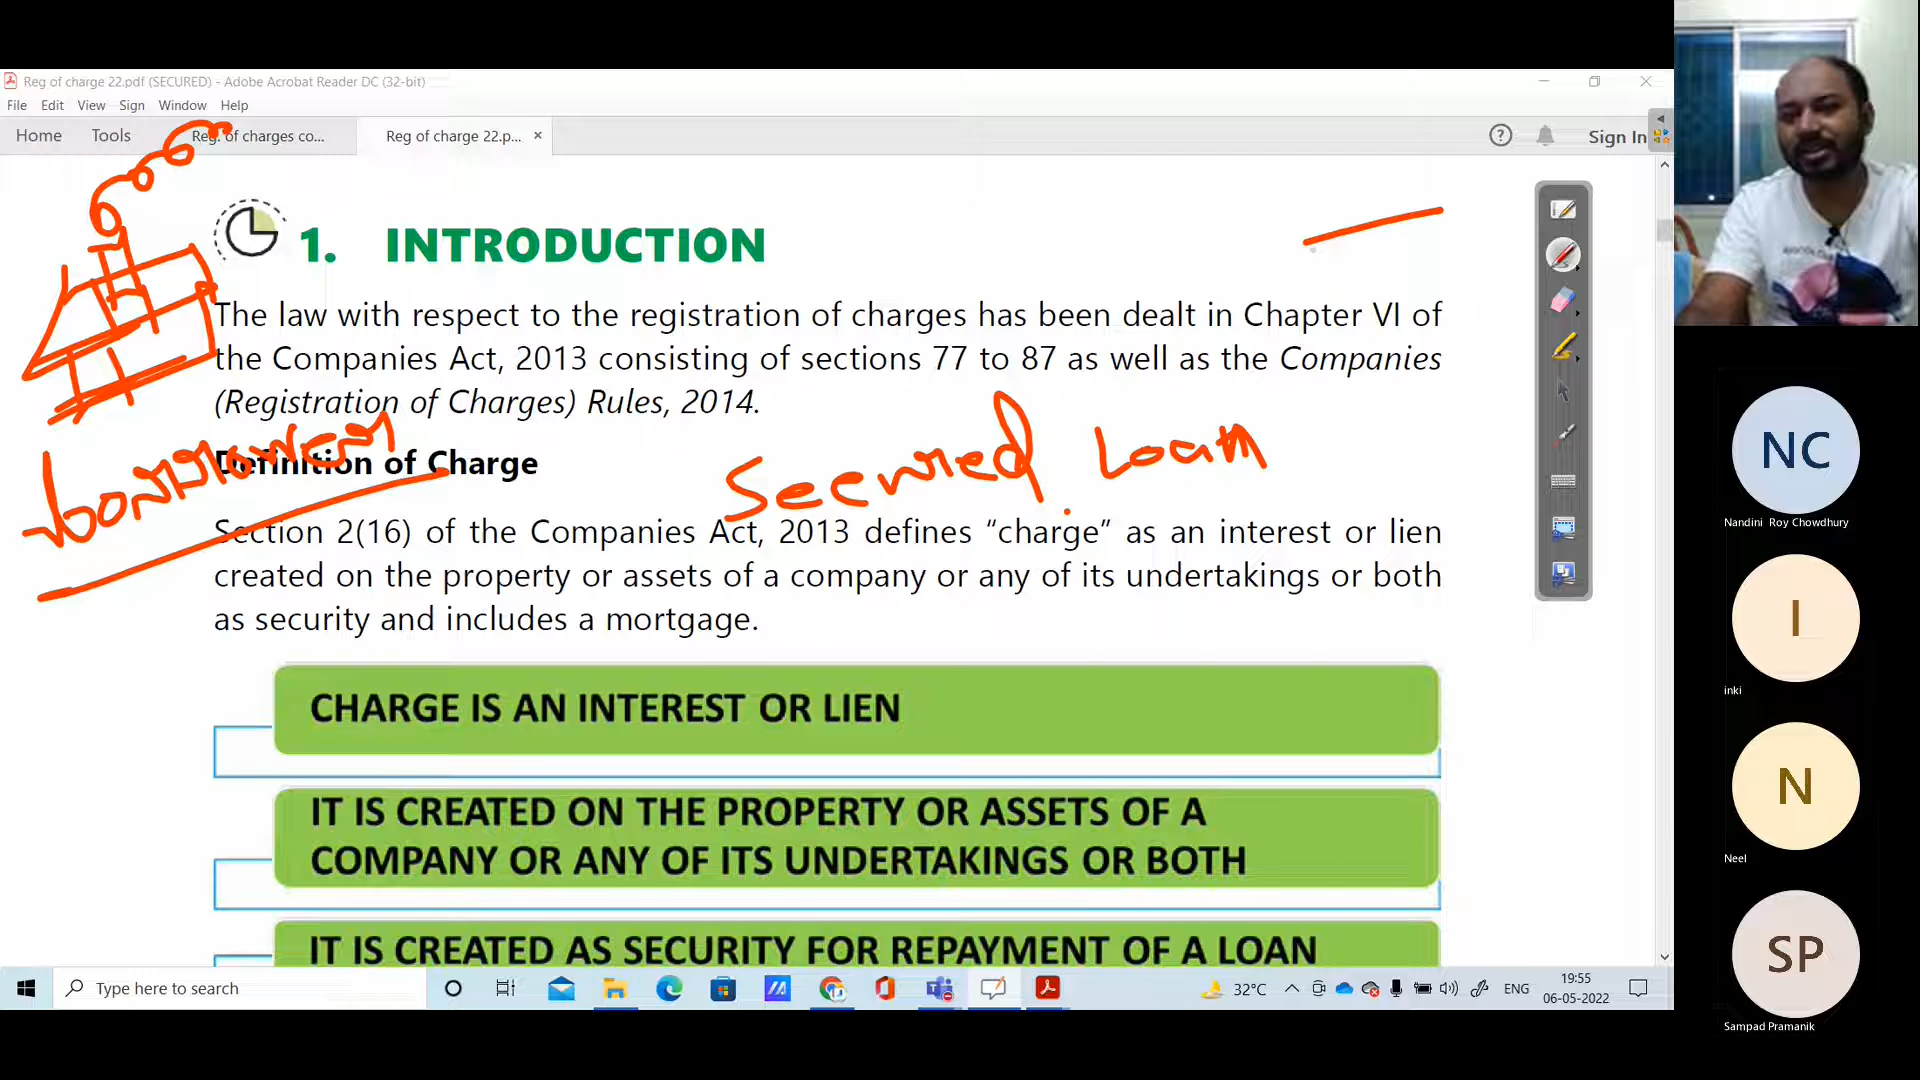 Reg of charge 22.pdf (SECURED) - Adobe Acrobat Reader DC (32-bit)
File Edit View Sign Window Help
Home Tools Reg. of charges co... Reg of charge 22.p... × Sign In
1. INTRODUCTION
The law with respect to the registration of charges has been dealt in Chapter VI of
the Companies Act, 2013 consisting of sections 77 to 87 as well as the Companies
(Registration of Charges) Rules, 2014.
borrower
Secured Loan
Definition of Charge
Section 2(16) of the Companies Act, 2013 defines “charge” as an interest or lien
created on the property or assets of a company or any of its undertakings or both
as security and includes a mortgage.
CHARGE IS AN INTEREST OR LIEN
IT IS CREATED ON THE PROPERTY OR ASSETS OF A
COMPANY OR ANY OF ITS UNDERTAKINGS OR BOTH
IT IS CREATED AS SECURITY FOR REPAYMENT OF A LOAN
Type here to search
32°C ENG 19:55
06-05-2022
NC
Nandini Roy Chowdhury
I
inki
N
Neel
SP
Sampad Pramanik